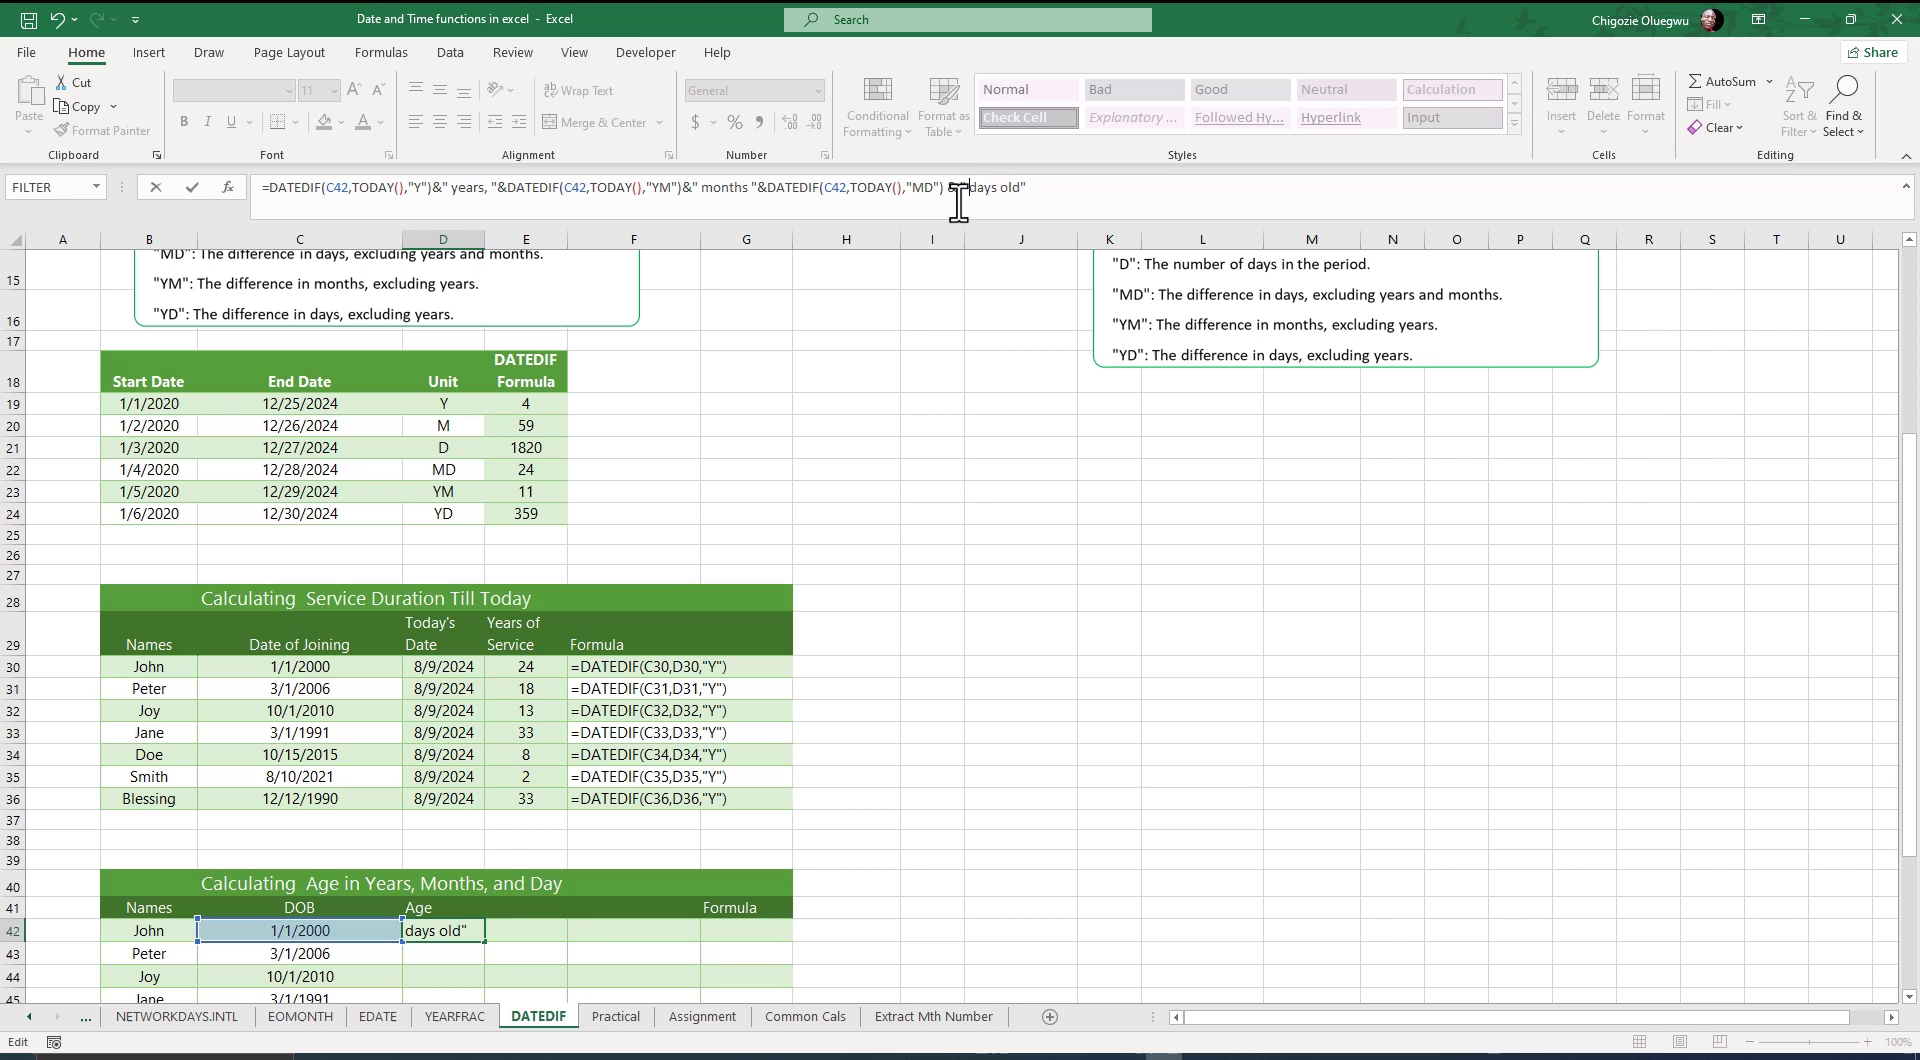 Date and Time functions in excel - Excel
Search
Chigozie Oluegwu
File Home Insert Draw Page Layout Formulas Data Review View Developer Help
Share
Paste
Cut
Copy
Format Painter
Clipboard
11
B I U
Font
Wrap Text
Merge & Center
Alignment
General
$ % 9
Number
Conditional Formatting
Format as Table
Normal Bad Good Neutral Calculation
Check Cell Explanatory ... Followed Hy... Hyperlink Input
Styles
Insert Delete Format
Cells
AutoSum
Fill
Clear
Sort & Filter
Find & Select
Editing
FILTER
fx
=DATEDIF(C42,TODAY(),"Y")&" years, "&DATEDIF(C42,TODAY(),"YM")&" months "&DATEDIF(C42,TODAY(),"MD") & "days old"
A B C D E F G H I J K L M N O P Q R S T U
"MD": The difference in days, excluding years and months.
"YM": The difference in months, excluding years.
"YD": The difference in days, excluding years.
"D": The number of days in the period.
"MD": The difference in days, excluding years and months.
"YM": The difference in months, excluding years.
"YD": The difference in days, excluding years.
15
16
17
18 Start Date End Date Unit DATEDIF Formula
19 1/1/2020 12/25/2024 Y 4
20 1/2/2020 12/26/2024 M 59
21 1/3/2020 12/27/2024 D 1820
22 1/4/2020 12/28/2024 MD 24
23 1/5/2020 12/29/2024 YM 11
24 1/6/2020 12/30/2024 YD 359
25
26
27
28 Calculating Service Duration Till Today
29 Names Date of Joining Today's Date Years of Service Formula
30 John 1/1/2000 8/9/2024 24 =DATEDIF(C30,D30,"Y")
31 Peter 3/1/2006 8/9/2024 18 =DATEDIF(C31,D31,"Y")
32 Joy 10/1/2010 8/9/2024 13 =DATEDIF(C32,D32,"Y")
33 Jane 3/1/1991 8/9/2024 33 =DATEDIF(C33,D33,"Y")
34 Doe 10/15/2015 8/9/2024 8 =DATEDIF(C34,D34,"Y")
35 Smith 8/10/2021 8/9/2024 2 =DATEDIF(C35,D35,"Y")
36 Blessing 12/12/1990 8/9/2024 33 =DATEDIF(C36,D36,"Y")
37
38
39
40 Calculating Age in Years, Months, and Day
41 Names DOB Age Formula
42 John 1/1/2000 days old"
43 Peter 3/1/2006
44 Joy 10/1/2010
45 Jane 3/1/1991
... NETWORKDAYS.INTL EOMONTH EDATE YEARFRAC DATEDIF Practical Assignment Common Cals Extract Mth Number
Edit
100%